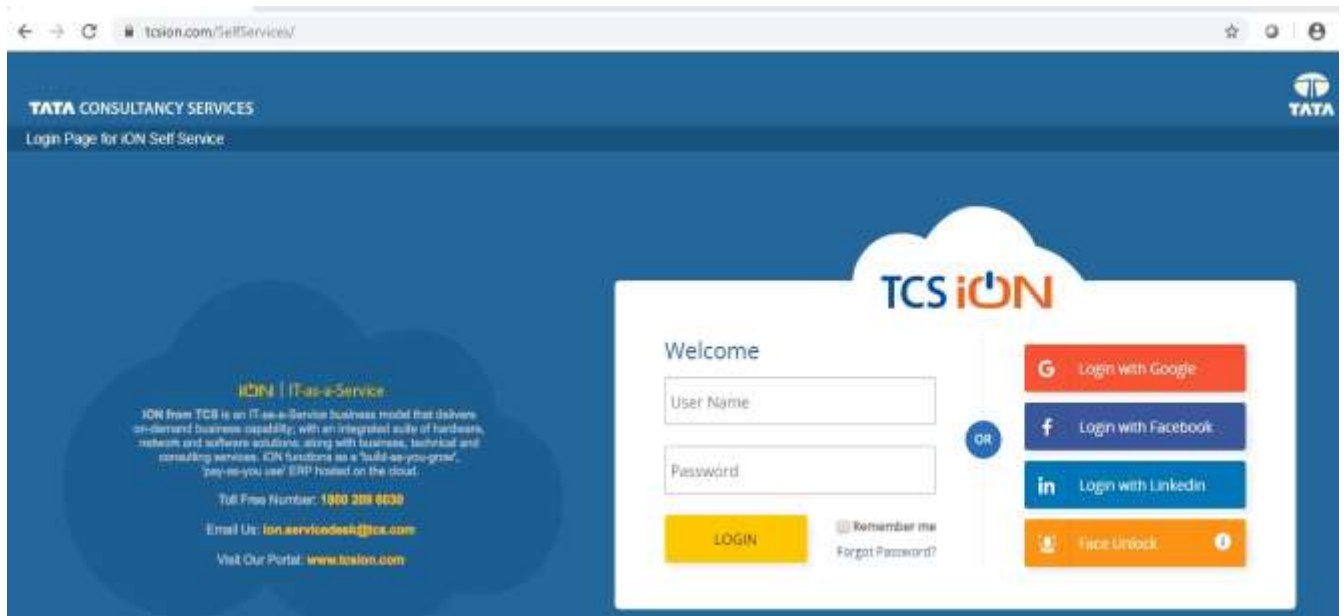 tcsion.com/SelfServices/
TATA CONSULTANCY SERVICES
TATA
Login Page for iON Self Service
TCS iON
iON | IT-as-a-Service
iON from TCS is an IT-as-a-Service business model that delivers
on-demand business capability; with an integrated suite of hardware,
network and software solutions, along with business, technical and
consulting services. iON functions as a 'build-as-you-grow',
'pay-as-you use' ERP hosted on the cloud.
Toll Free Number: 1800 209 6030
Email Us: ion.servicedesk@tcs.com
Visit Our Portal: www.tcsion.com
Welcome
User Name
Password
LOGIN
Remember me
Forgot Password?
OR
Login with Google
Login with Facebook
Login with Linkedin
Face Unlock